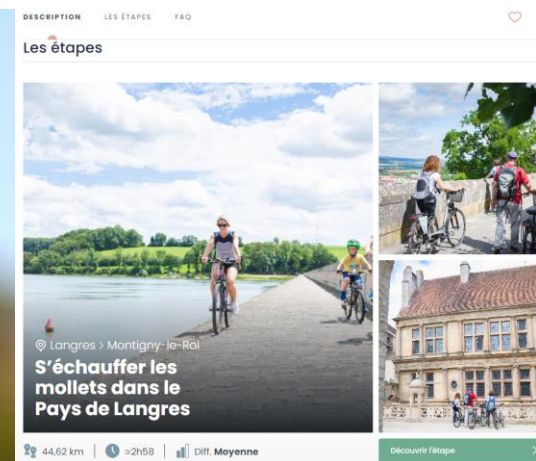 DESCRIPTION LES ÉTAPES FAQ
Les étapes
Langres > Montigny-le-Roi
S'échauffer les
mollets dans le
Pays de Langres
44,62 km ≈2h58 Diff. Moyenne
Découvrir l'étape